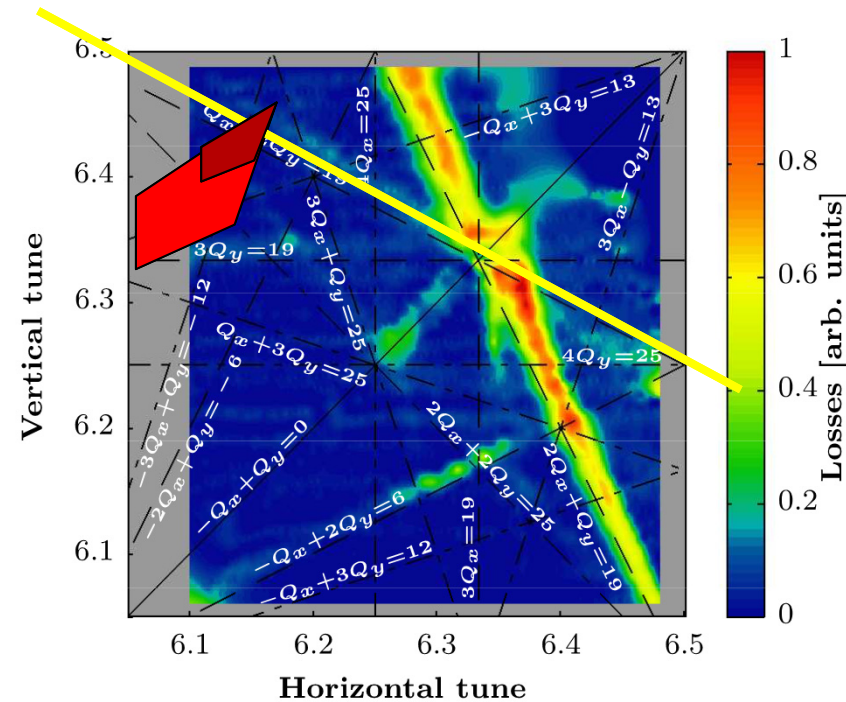 6.5
6.4
6.3
6.2
6.1
6.1
6.2
6.3
6.4
6.5
Vertical tune
Horizontal tune
4Qx=25
-Qx+3Qy=13
3Qx-Qy=13
3Qy=19
3Qx+Qy=25
Qx+3Qy=25
4Qy=25
-3Qx+Qy=-12
-2Qx+Qy=-6
-Qx+Qy=0
2Qx+2Qy=25
2Qx+Qy=19
-Qx+2Qy=6
-Qx+3Qy=12
3Qx=19
1
0.8
0.6
0.4
0.2
0
Losses [arb. units]